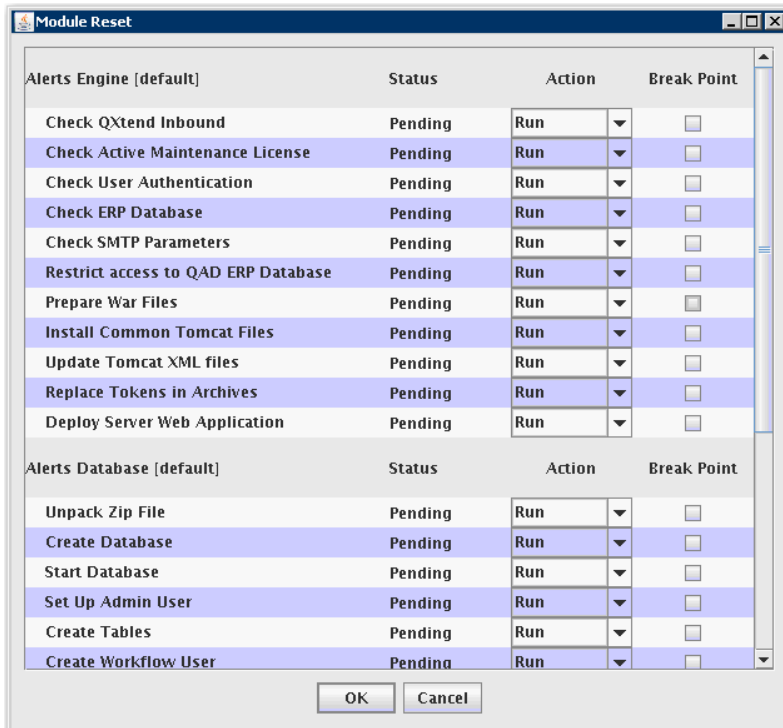 Module Reset
Alerts Engine [default] Status Action Break Point
Check QXtend Inbound Pending Run
Check Active Maintenance License Pending Run
Check User Authentication Pending Run
Check ERP Database Pending Run
Check SMTP Parameters Pending Run
Restrict access to QAD ERP Database Pending Run
Prepare War Files Pending Run
Install Common Tomcat Files Pending Run
Update Tomcat XML files Pending Run
Replace Tokens in Archives Pending Run
Deploy Server Web Application Pending Run
Alerts Database [default] Status Action Break Point
Unpack Zip File Pending Run
Create Database Pending Run
Start Database Pending Run
Set Up Admin User Pending Run
Create Tables Pending Run
Create Workflow User Pending Run
OK Cancel